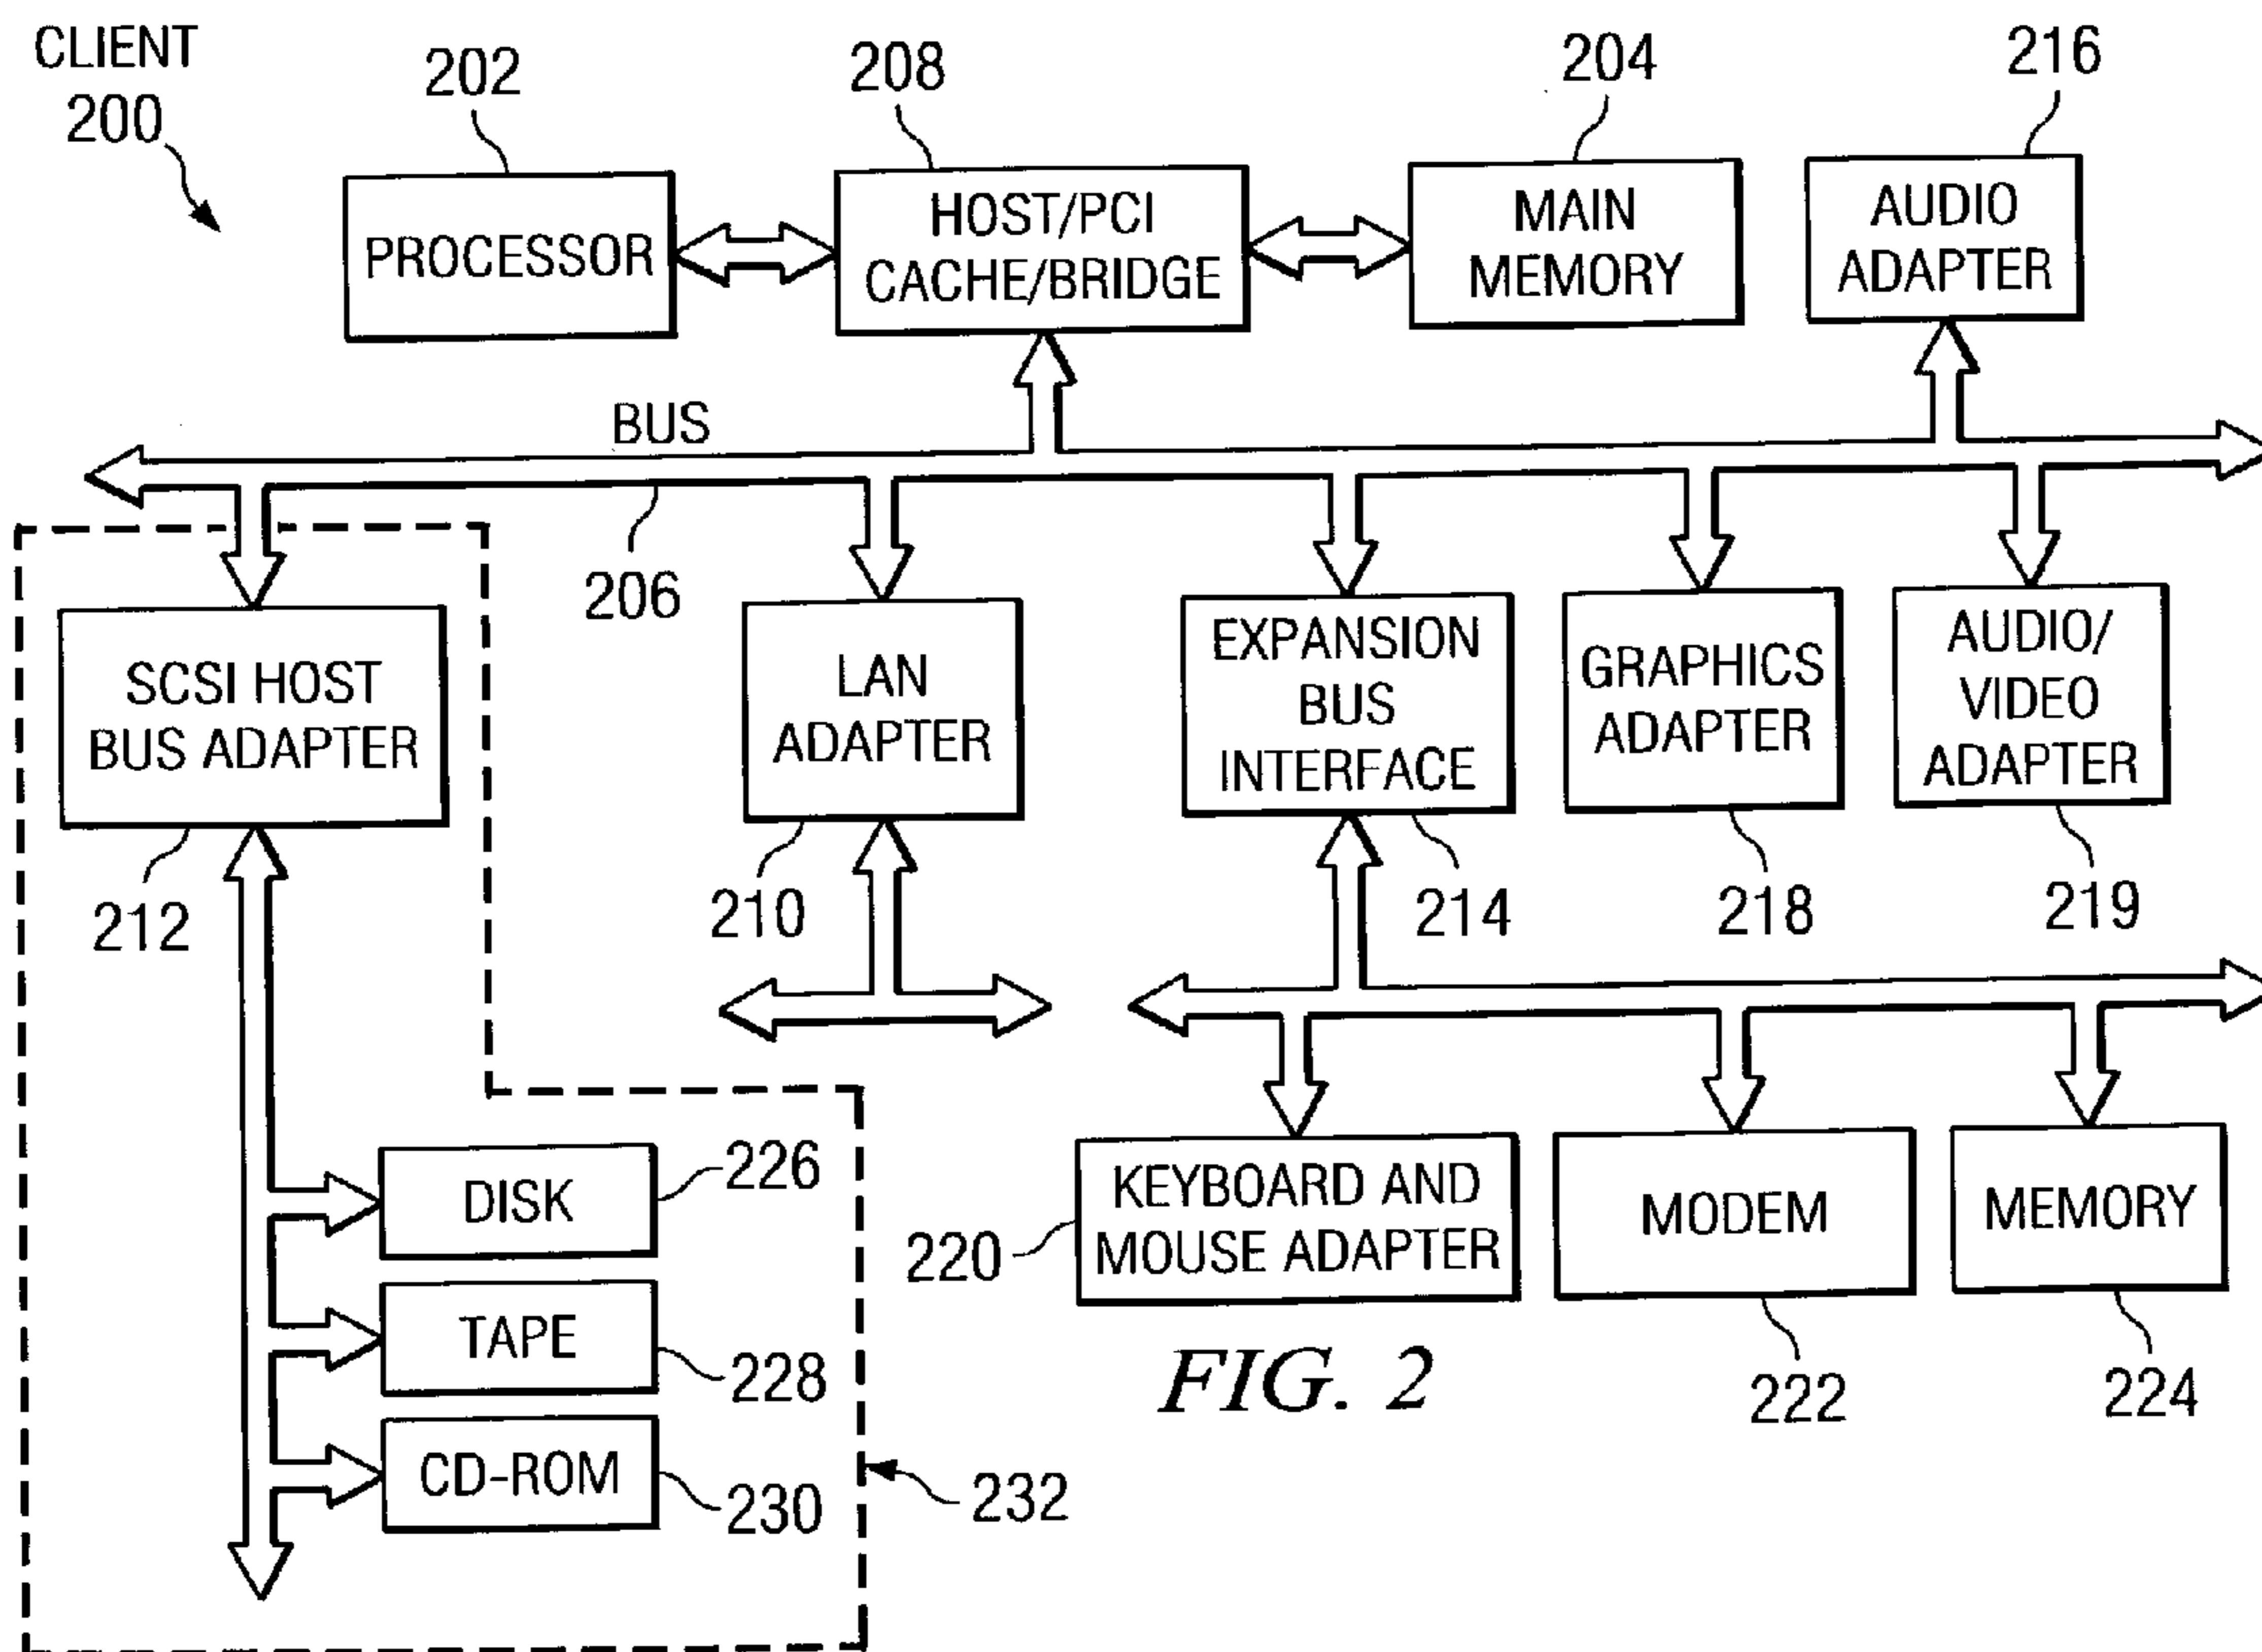 CLIENT
200
202
208
204
216
PROCESSOR
HOST/PCI
CACHE/BRIDGE
MAIN
MEMORY
AUDIO
ADAPTER
BUS
206
SCSI HOST
BUS ADAPTER
LAN
ADAPTER
EXPANSION
BUS
INTERFACE
GRAPHICS
ADAPTER
AUDIO/
VIDEO
ADAPTER
212
210
214
218
219
DISK
226
TAPE
228
CD-ROM
230
232
220
KEYBOARD AND
MOUSE ADAPTER
MODEM
MEMORY
222
224
FIG. 2